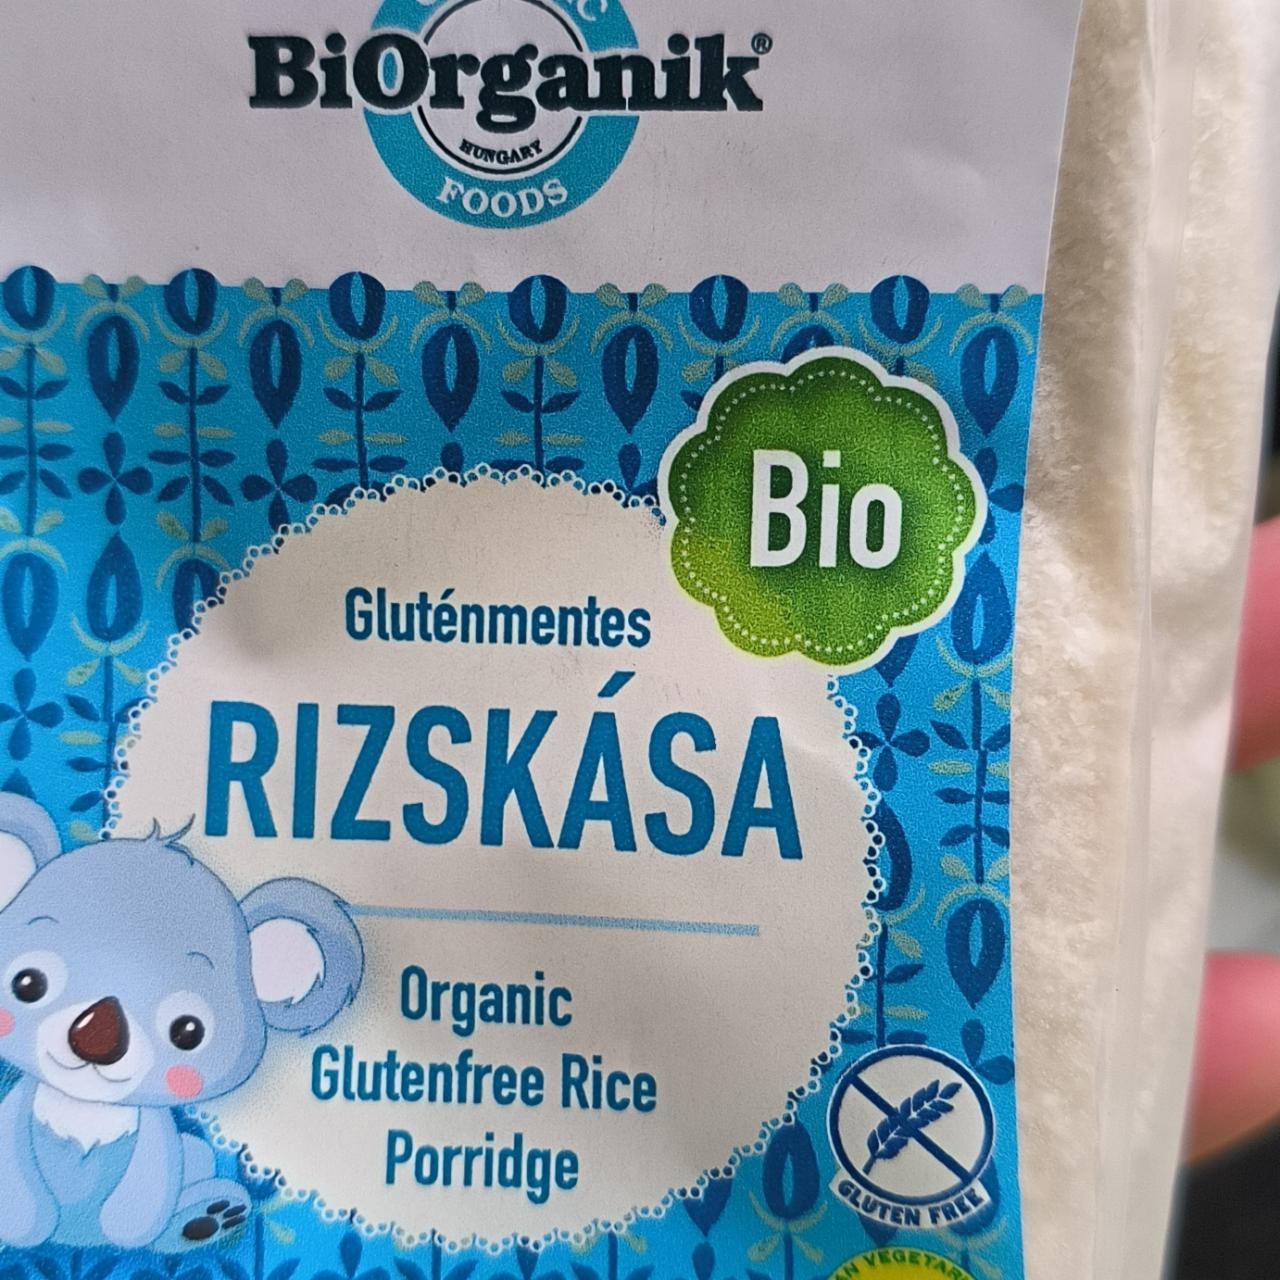 BiOrganik®
HUNGARY
FOODS
Bio
Gluténmentes
RIZSKÁSA
Organic
Glutenfree Rice
Porridge
GLUTEN FREE